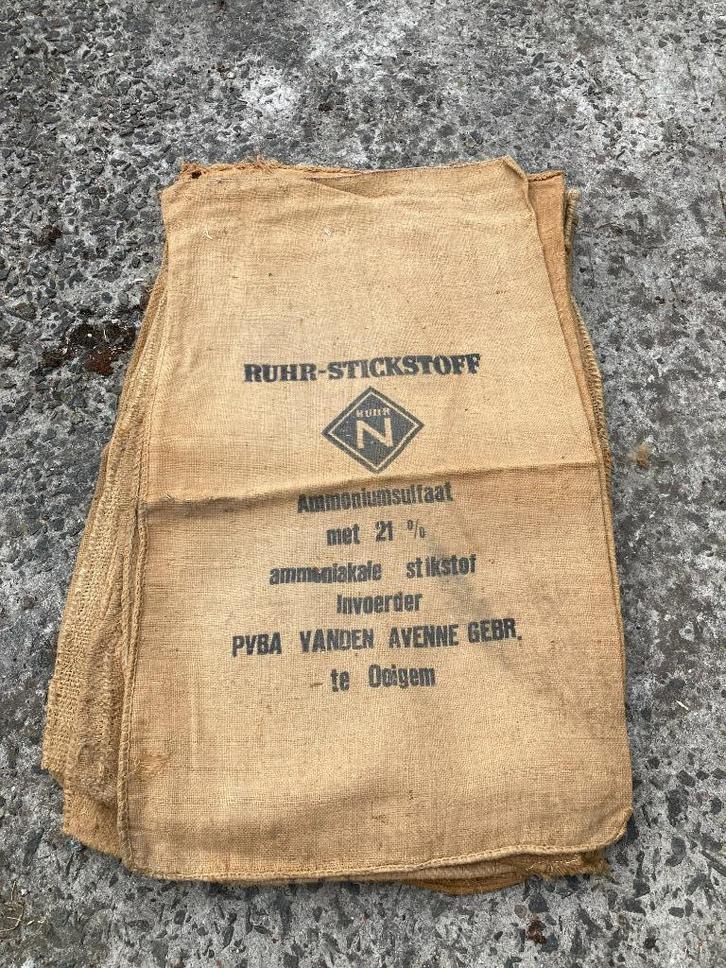 RUHR-STICKSTOFF
RUHR
N
Ammoniumsulfaat
met 21 %
ammoniakale stikstof
Invoerder
PVBA VANDEN AVENNE GEBR.
te Ooigem